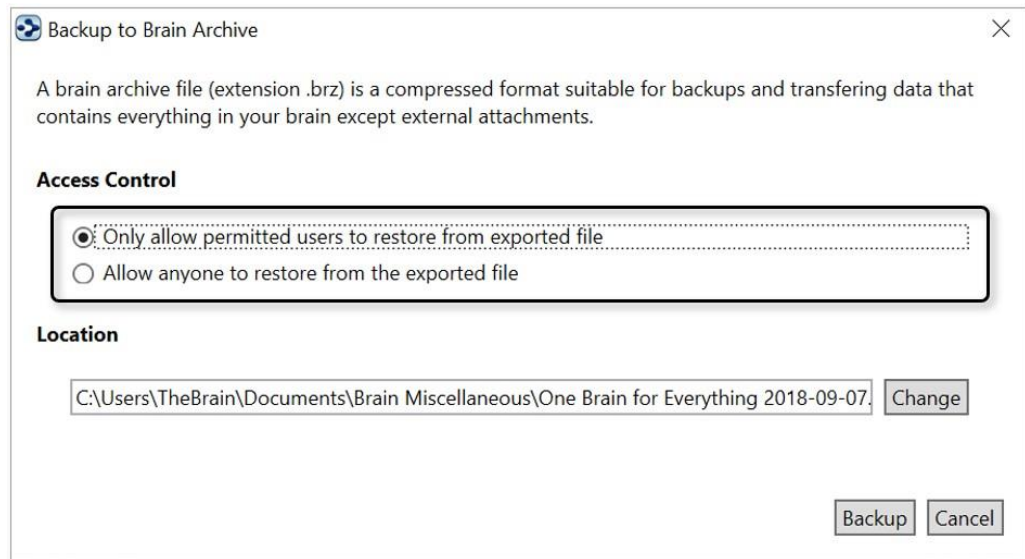 Backup to Brain Archive
A brain archive file (extension .brz) is a compressed format suitable for backups and transfering data that
contains everything in your brain except external attachments.
Access Control
Only allow permitted users to restore from exported file
Allow anyone to restore from the exported file
Location
C:\Users\TheBrain\Documents\Brain Miscellaneous\One Brain for Everything 2018-09-07. Change
Backup Cancel